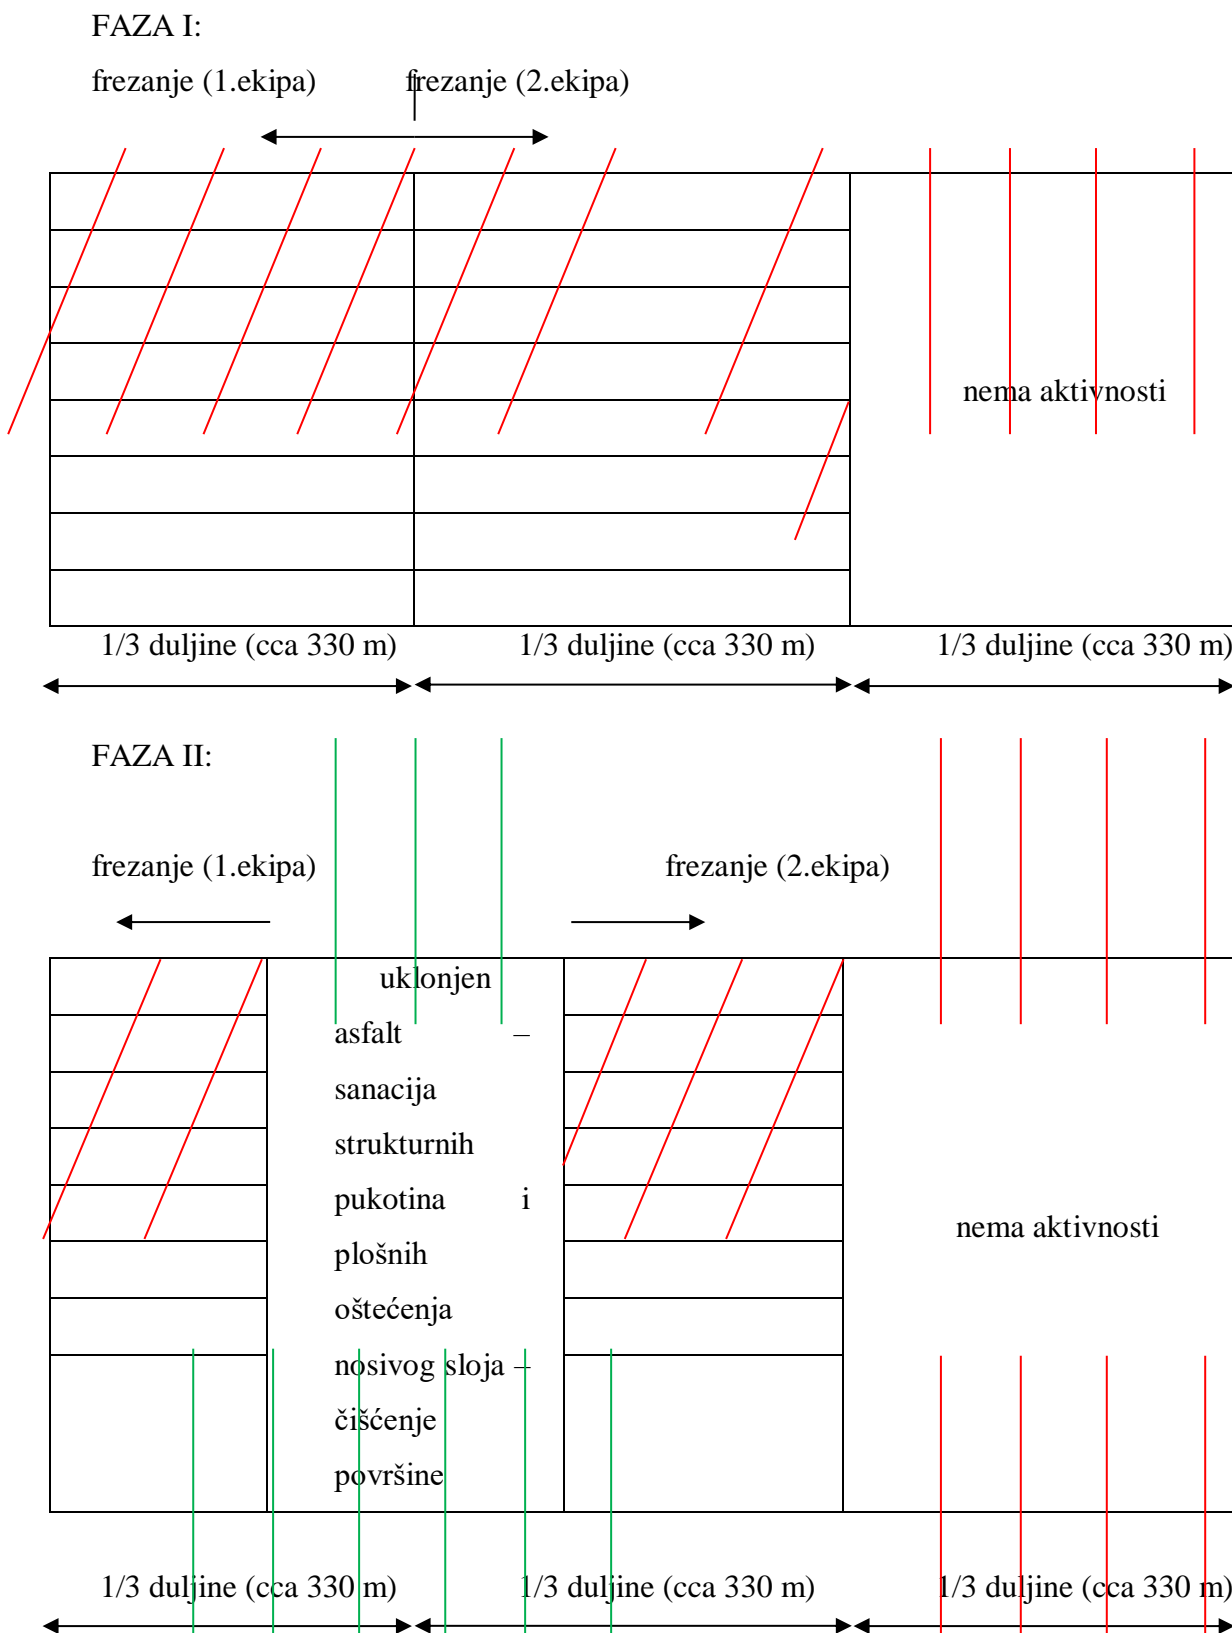 FAZA I:
frezanje (1.ekipa) frezanje (2.ekipa)
nema aktivnosti
1/3 duljine (cca 330 m) 1/3 duljine (cca 330 m) 1/3 duljine (cca 330 m)
FAZA II:
frezanje (1.ekipa) frezanje (2.ekipa)
uklonjen
asfalt –
sanacija
strukturnih
pukotina i
plošnih
oštećenja
nosivog sloja –
čišćenje
površine
nema aktivnosti
1/3 duljine (cca 330 m) 1/3 duljine (cca 330 m) 1/3 duljine (cca 330 m)